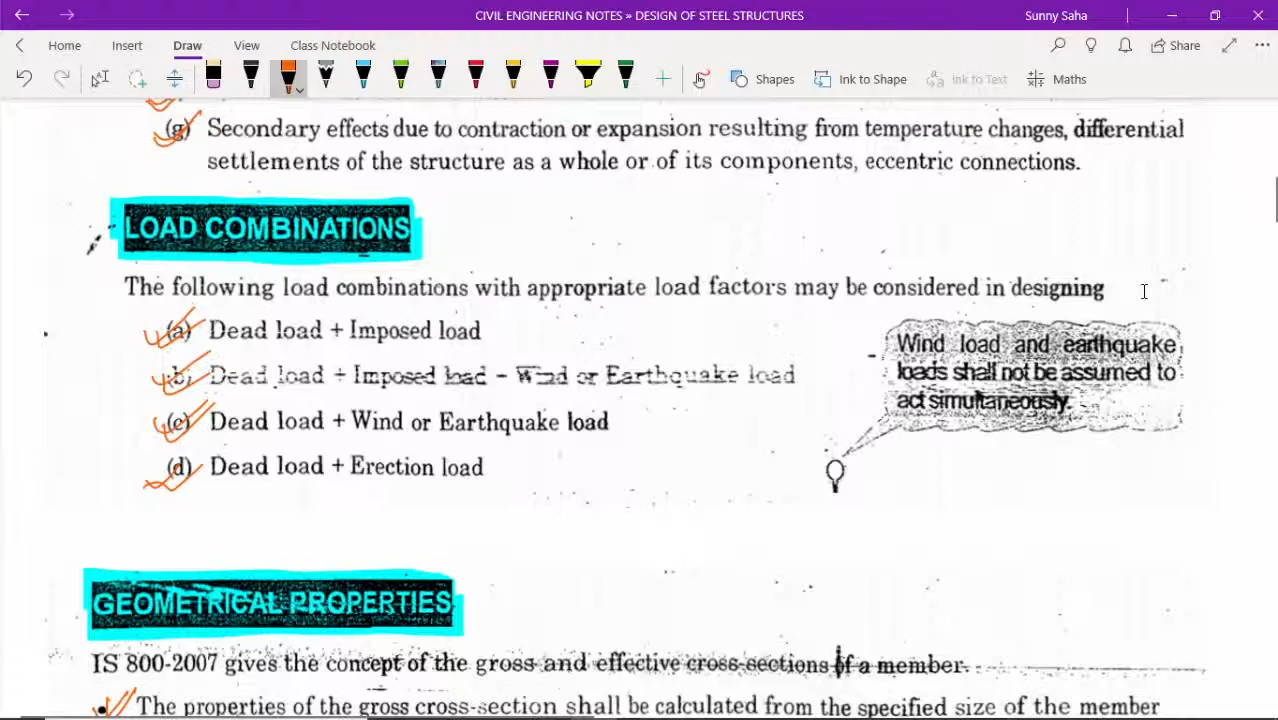 CIVIL ENGINEERING NOTES » DESIGN OF STEEL STRUCTURES
Sunny Saha
Home Insert Draw View Class Notebook
Share
Shapes Ink to Shape Ink to Text Maths
(g) Secondary effects due to contraction or expansion resulting from temperature changes, differential
settlements of the structure as a whole or of its components, eccentric connections.
LOAD COMBINATIONS
The following load combinations with appropriate load factors may be considered in designing
(a) Dead load + Imposed load
(b) Dead load + Imposed load - Wind or Earthquake load
(c) Dead load + Wind or Earthquake load
(d) Dead load + Erection load
Wind load and earthquake
loads shall not be assumed to
act simultaneously.
GEOMETRICAL PROPERTIES
IS 800-2007 gives the concept of the gross and effective cross-sections of a member.
• The properties of the gross cross-section shall be calculated from the specified size of the member